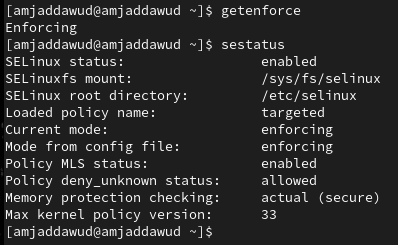 [amjaddawud@amjaddawud ~]$ getenforce
Enforcing
[amjaddawud@amjaddawud ~]$ sestatus
SELinux status:                 enabled
SELinuxfs mount:                /sys/fs/selinux
SELinux root directory:         /etc/selinux
Loaded policy name:             targeted
Current mode:                   enforcing
Mode from config file:          enforcing
Policy MLS status:              enabled
Policy deny_unknown status:     allowed
Memory protection checking:     actual (secure)
Max kernel policy version:      33
[amjaddawud@amjaddawud ~]$